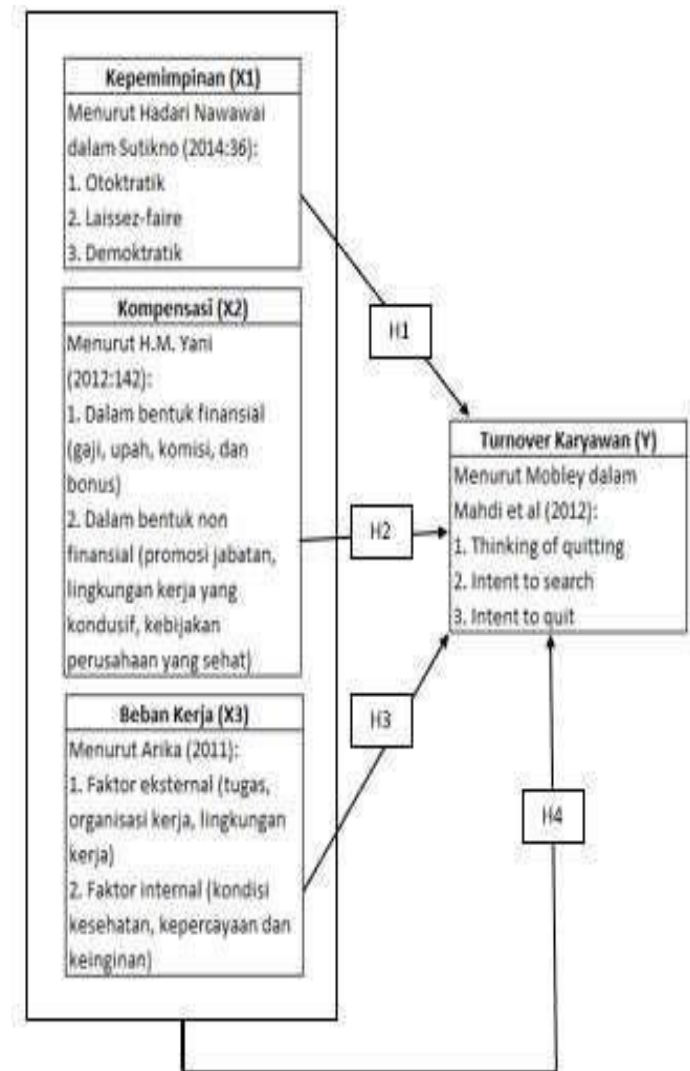 Kepemimpinan (X1)
Menurut Hadari Nawawai
dalam Sutikno (2014:36):
1. Otoktratik
2. Laissez-faire
3. Demoktratik
Kompensasi (X2)
Menurut H.M. Yani
(2012:142):
1. Dalam bentuk finansial
(gaji, upah, komisi, dan
bonus)
2. Dalam bentuk non
finansial (promosi jabatan,
lingkungan kerja yang
kondusif, kebijakan
perusahaan yang sehat)
Beban Kerja (X3)
Menurut Arika (2011):
1. Faktor eksternal (tugas,
organisasi kerja, lingkungan
kerja)
2. Faktor internal (kondisi
kesehatan, kepercayaan dan
keinginan)
H1
H2
H3
H4
Turnover Karyawan (Y)
Menurut Mobley dalam
Mahdi et al (2012):
1. Thinking of quitting
2. Intent to search
3. Intent to quit